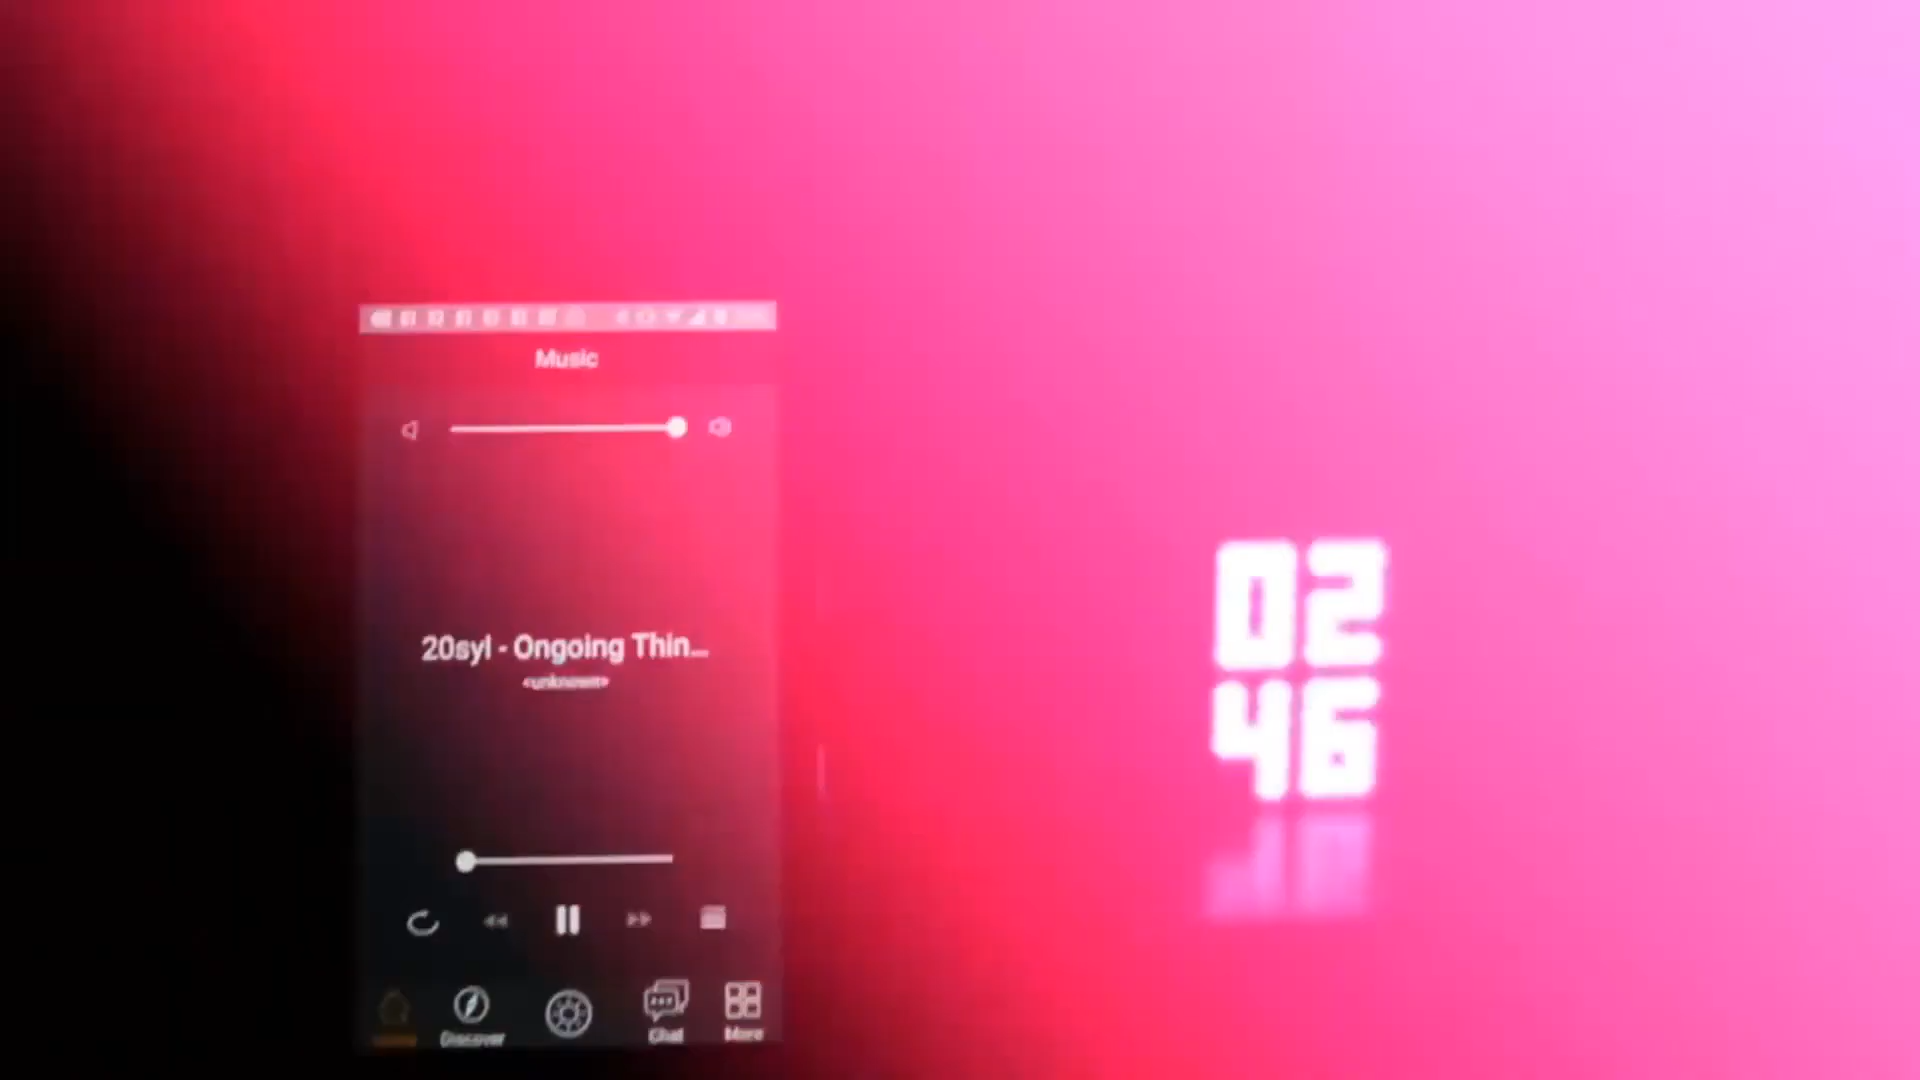 Music
20syl - Ongoing Thin...
<unknown>
Discover
Chat
More
02
46